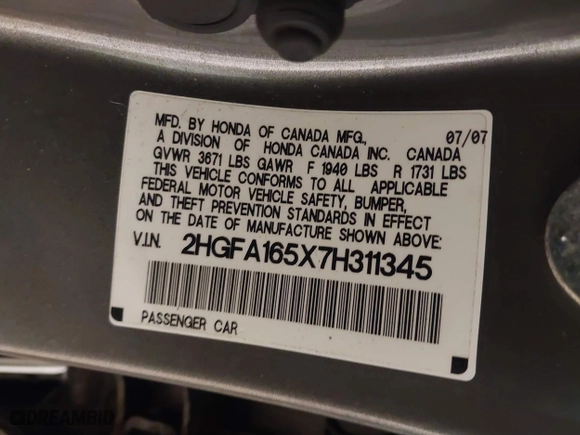 MFD. BY HONDA OF CANADA MFG., 07/07
A DIVISION OF HONDA CANADA INC. CANADA
GVWR 3671 LBS GAWR F 1940 LBS R 1731 LBS
THIS VEHICLE CONFORMS TO ALL APPLICABLE
FEDERAL MOTOR VEHICLE SAFETY, BUMPER,
AND THEFT PREVENTION STANDARDS IN EFFECT
ON THE DATE OF MANUFACTURE SHOWN ABOVE.
V.I.N. 2HGFA165X7H311345
PASSENGER CAR
DREAMBID